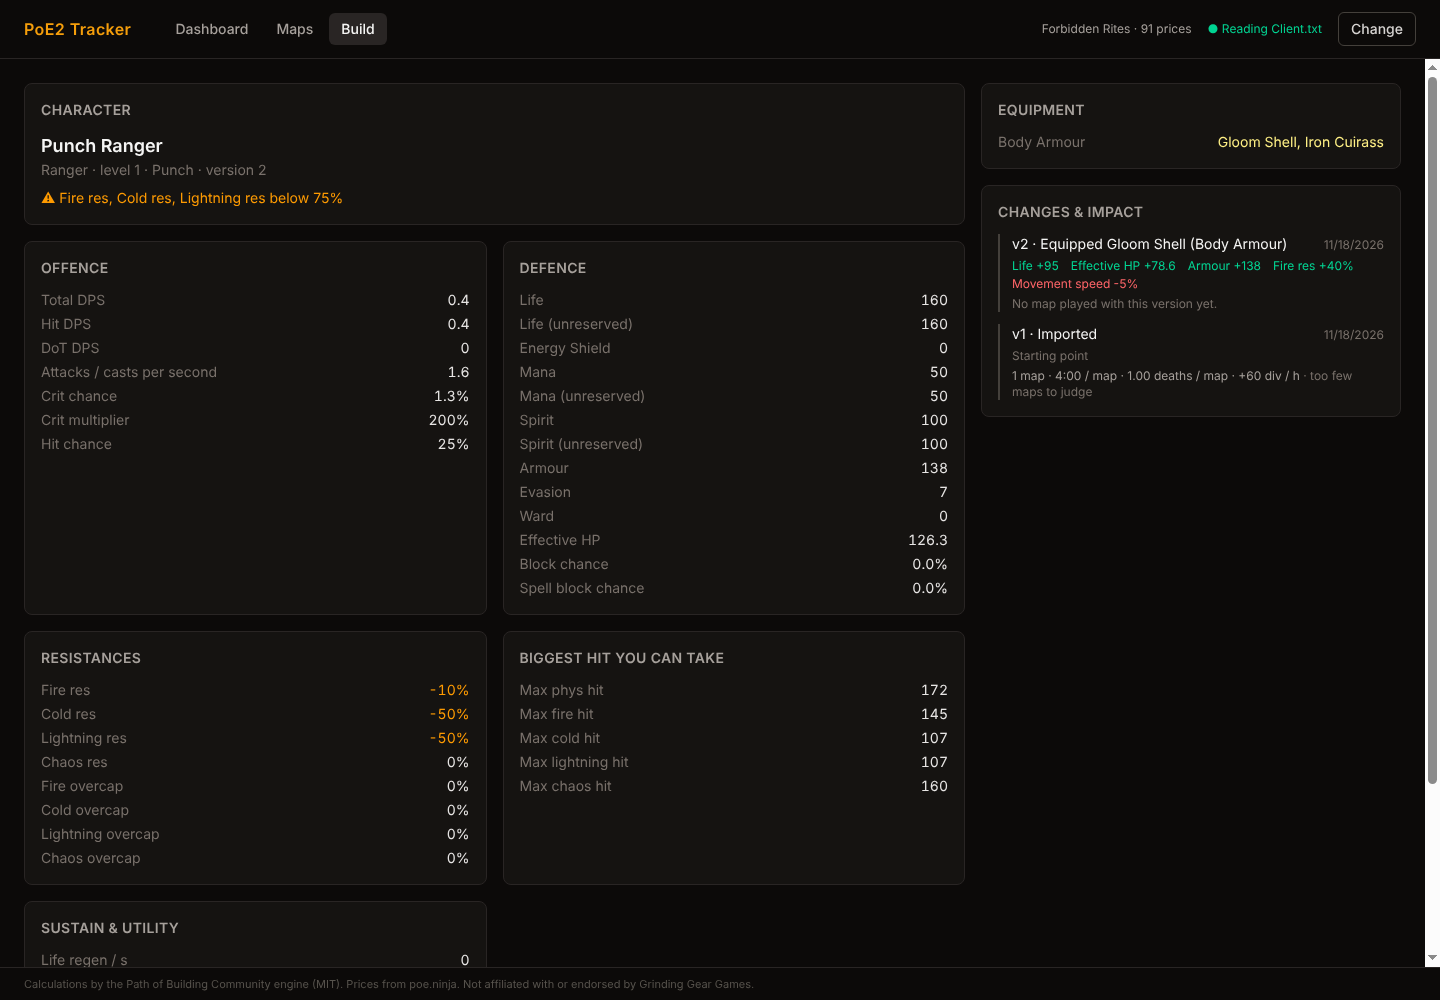 PoE2 Tracker Dashboard Maps Build Forbidden Rites · 91 prices Reading Client.txt Change
CHARACTER
Punch Ranger
Ranger · level 1 · Punch · version 2
⚠ Fire res, Cold res, Lightning res below 75%
OFFENCE
Total DPS 0.4
Hit DPS 0.4
DoT DPS 0
Attacks / casts per second 1.6
Crit chance 1.3%
Crit multiplier 200%
Hit chance 25%
DEFENCE
Life 160
Life (unreserved) 160
Energy Shield 0
Mana 50
Mana (unreserved) 50
Spirit 100
Spirit (unreserved) 100
Armour 138
Evasion 7
Ward 0
Effective HP 126.3
Block chance 0.0%
Spell block chance 0.0%
RESISTANCES
Fire res -10%
Cold res -50%
Lightning res -50%
Chaos res 0%
Fire overcap 0%
Cold overcap 0%
Lightning overcap 0%
Chaos overcap 0%
BIGGEST HIT YOU CAN TAKE
Max phys hit 172
Max fire hit 145
Max cold hit 107
Max lightning hit 107
Max chaos hit 160
SUSTAIN & UTILITY
Life regen / s 0
EQUIPMENT
Body Armour Gloom Shell, Iron Cuirass
CHANGES & IMPACT
v2 · Equipped Gloom Shell (Body Armour) 11/18/2026
Life +95 Effective HP +78.6 Armour +138 Fire res +40%
Movement speed -5%
No map played with this version yet.
v1 · Imported 11/18/2026
Starting point
1 map · 4:00 / map · 1.00 deaths / map · +60 div / h · too few
maps to judge
Calculations by the Path of Building Community engine (MIT). Prices from poe.ninja. Not affiliated with or endorsed by Grinding Gear Games.